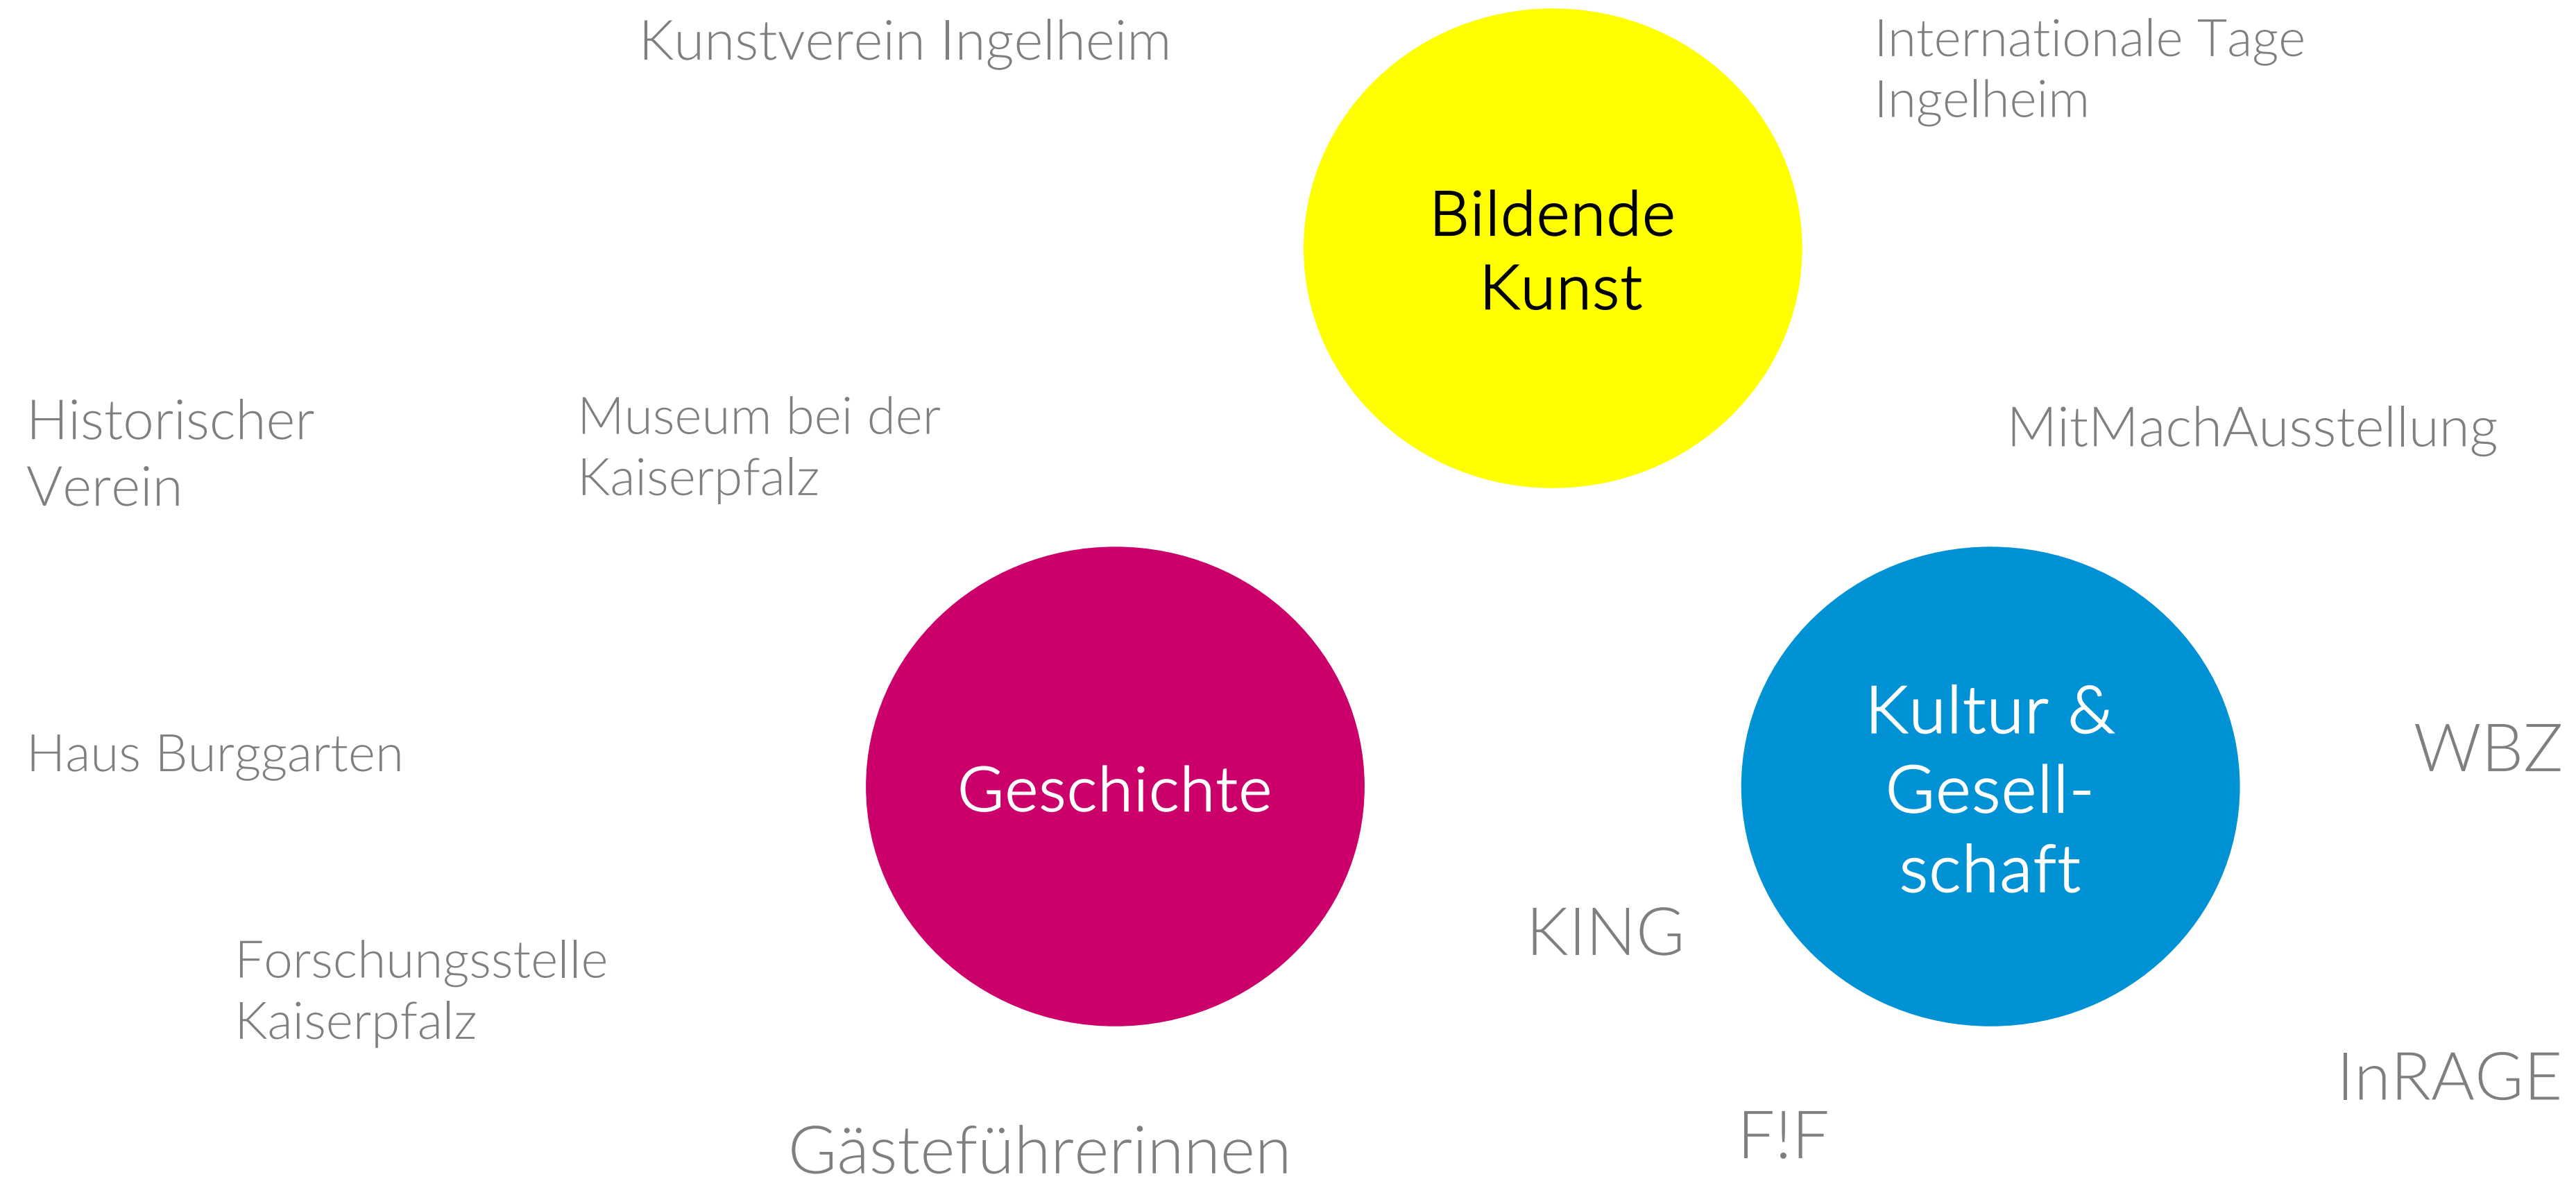 Kunstverein Ingelheim
Internationale Tage
Ingelheim
Bildende
Kunst
Historischer
Verein
Museum bei der
Kaiserpfalz
MitMachAusstellung
Geschichte
Kultur &
Gesell-
schaft
Haus Burggarten
WBZ
KING
Forschungsstelle
Kaiserpfalz
InRAGE
Gästeführerinnen
F!F